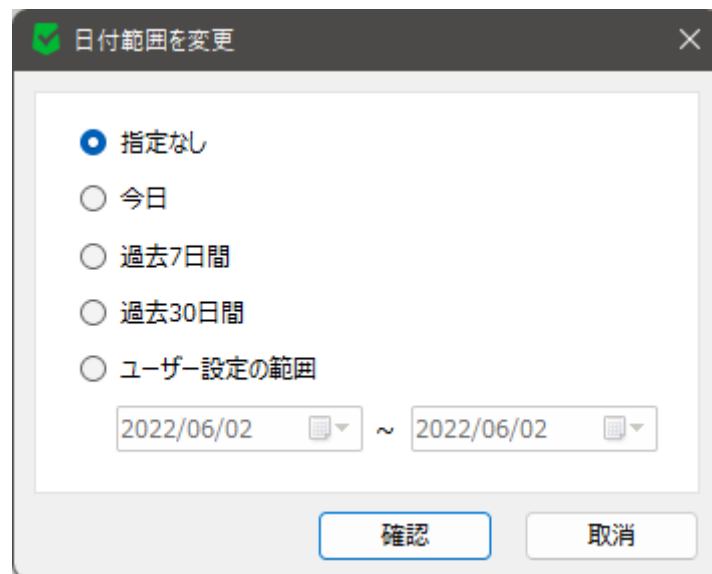 日付範囲を変更
指定なし
今日
過去7日間
過去30日間
ユーザー設定の範囲
2022/06/02 ~ 2022/06/02
確認 取消